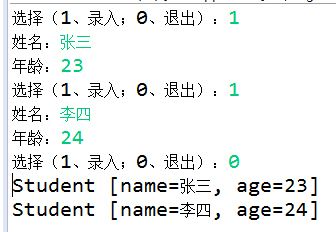 选择（1、录入；0、退出）：1
姓名：张三
年龄：23
选择（1、录入；0、退出）：1
姓名：李四
年龄：24
选择（1、录入；0、退出）：0
Student [name=张三, age=23]
Student [name=李四, age=24]